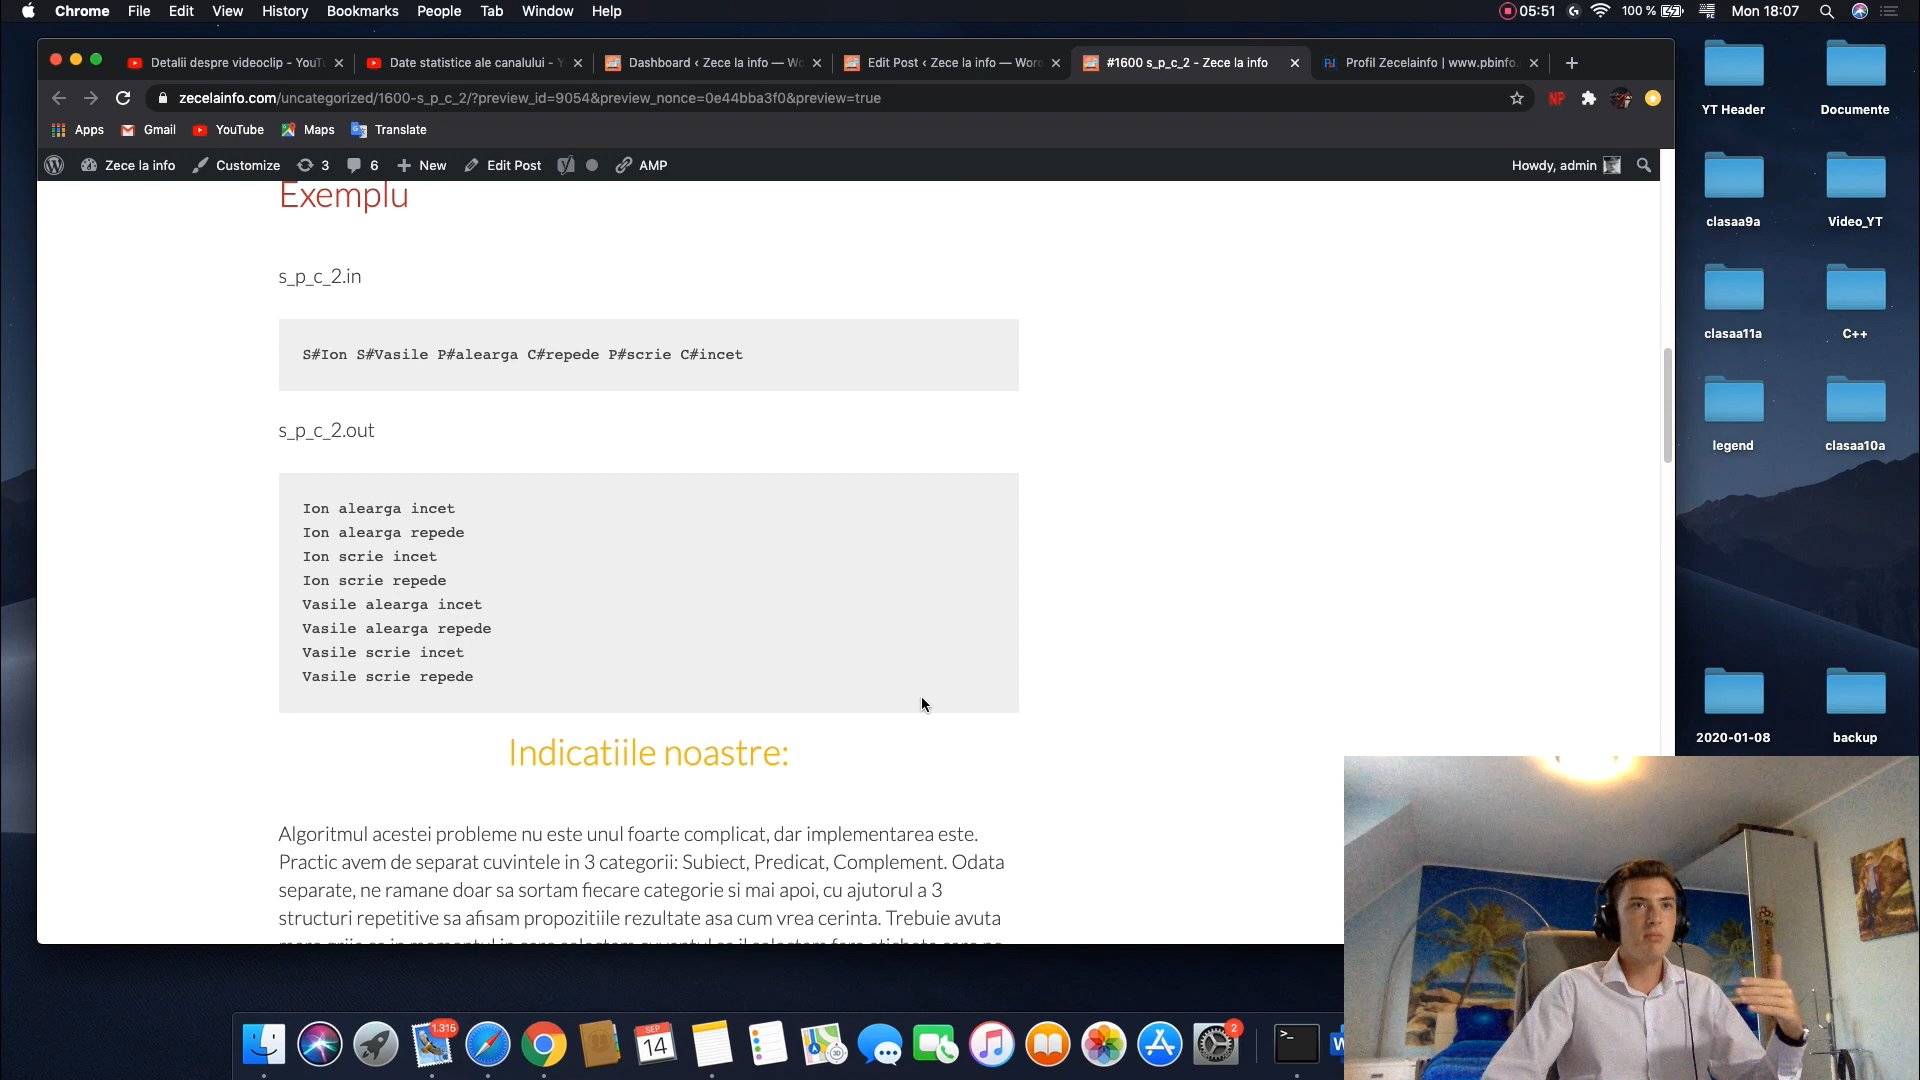 Chrome File Edit View History Bookmarks People Tab Window Help 05:51 100 % Mon 18:07
Detalii despre videoclip - YouTu Date statistice ale canalului - Y Dashboard ‹ Zece la info — Wo Edit Post ‹ Zece la info — Word #1600 s_p_c_2 - Zece la info Profil Zecelainfo | www.pbinfo.
zecelainfo.com/uncategorized/1600-s_p_c_2/?preview_id=9054&preview_nonce=0e44bba3f0&preview=true
Apps Gmail YouTube Maps Translate
Zece la info Customize 3 6 New Edit Post AMP Howdy, admin
Exemplu
s_p_c_2.in
S#Ion S#Vasile P#alearga C#repede P#scrie C#incet
s_p_c_2.out
Ion alearga incet
Ion alearga repede
Ion scrie incet
Ion scrie repede
Vasile alearga incet
Vasile alearga repede
Vasile scrie incet
Vasile scrie repede
Indicatiile noastre:
Algoritmul acestei probleme nu este unul foarte complicat, dar implementarea este.
Practic avem de separat cuvintele in 3 categorii: Subiect, Predicat, Complement. Odata
separate, ne ramane doar sa sortam fiecare categorie si mai apoi, cu ajutorul a 3
structuri repetitive sa afisam propozitiile rezultate asa cum vrea cerinta. Trebuie avuta
YT Header Documente
clasaa9a Video_YT
clasaa11a C++
legend clasaa10a
2020-01-08 backup
1.315 SEP 14 3D 2 >_ W